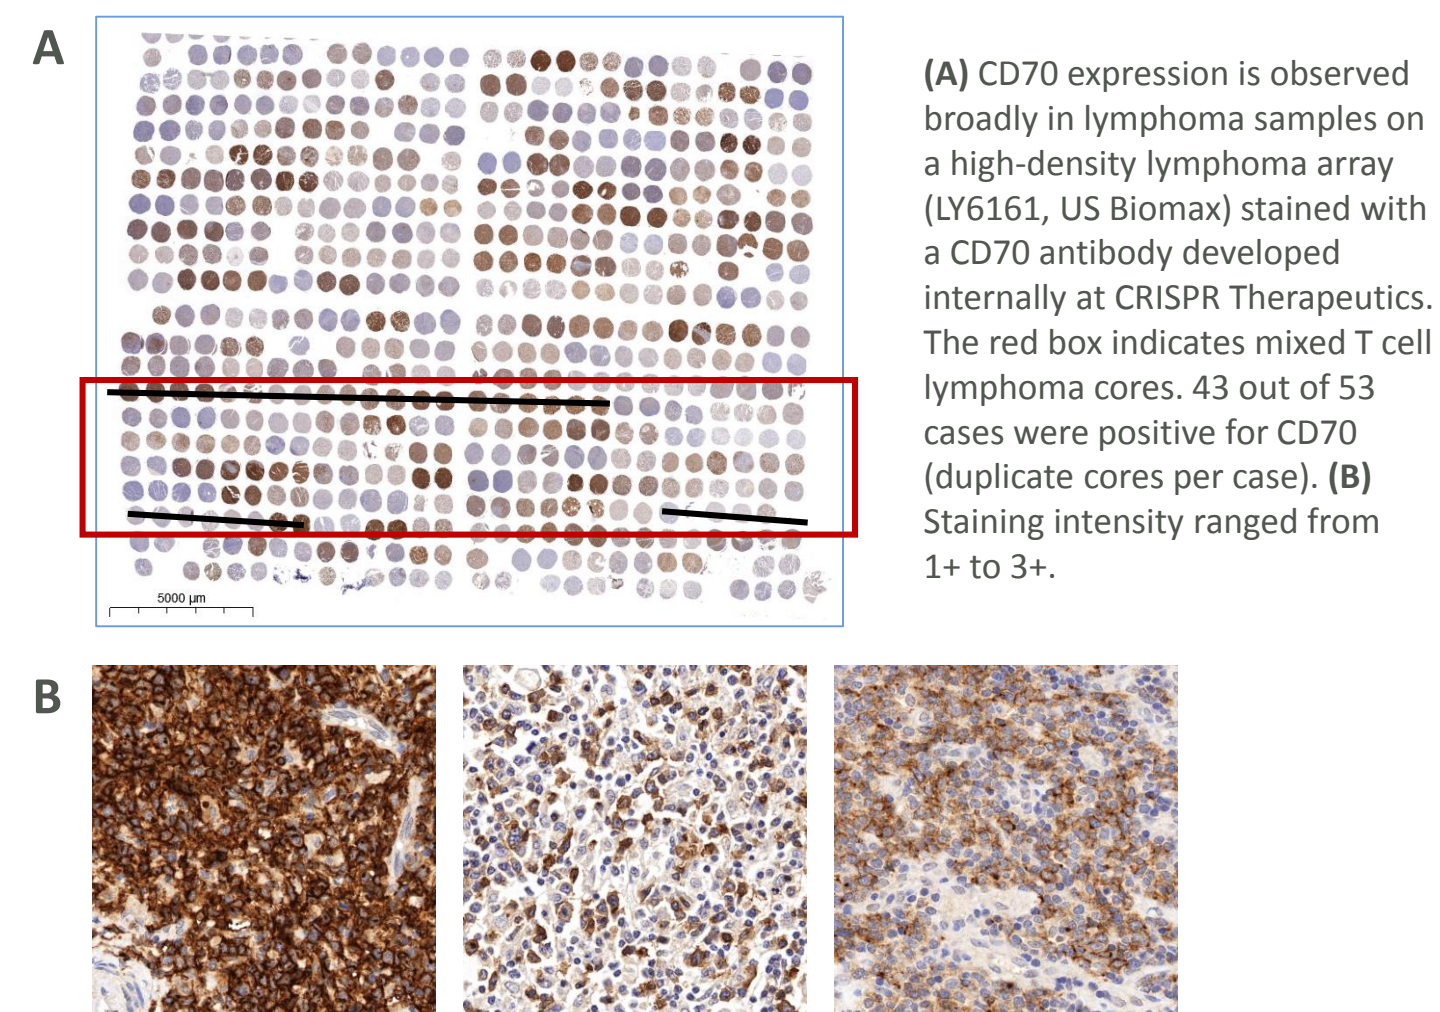 A
(A) CD70 expression is observed
broadly in lymphoma samples on
a high-density lymphoma array
(LY6161, US Biomax) stained with
a CD70 antibody developed
internally at CRISPR Therapeutics.
The red box indicates mixed T cell
lymphoma cores. 43 out of 53
cases were positive for CD70
(duplicate cores per case). (B)
Staining intensity ranged from
1+ to 3+.
5000 µm
B